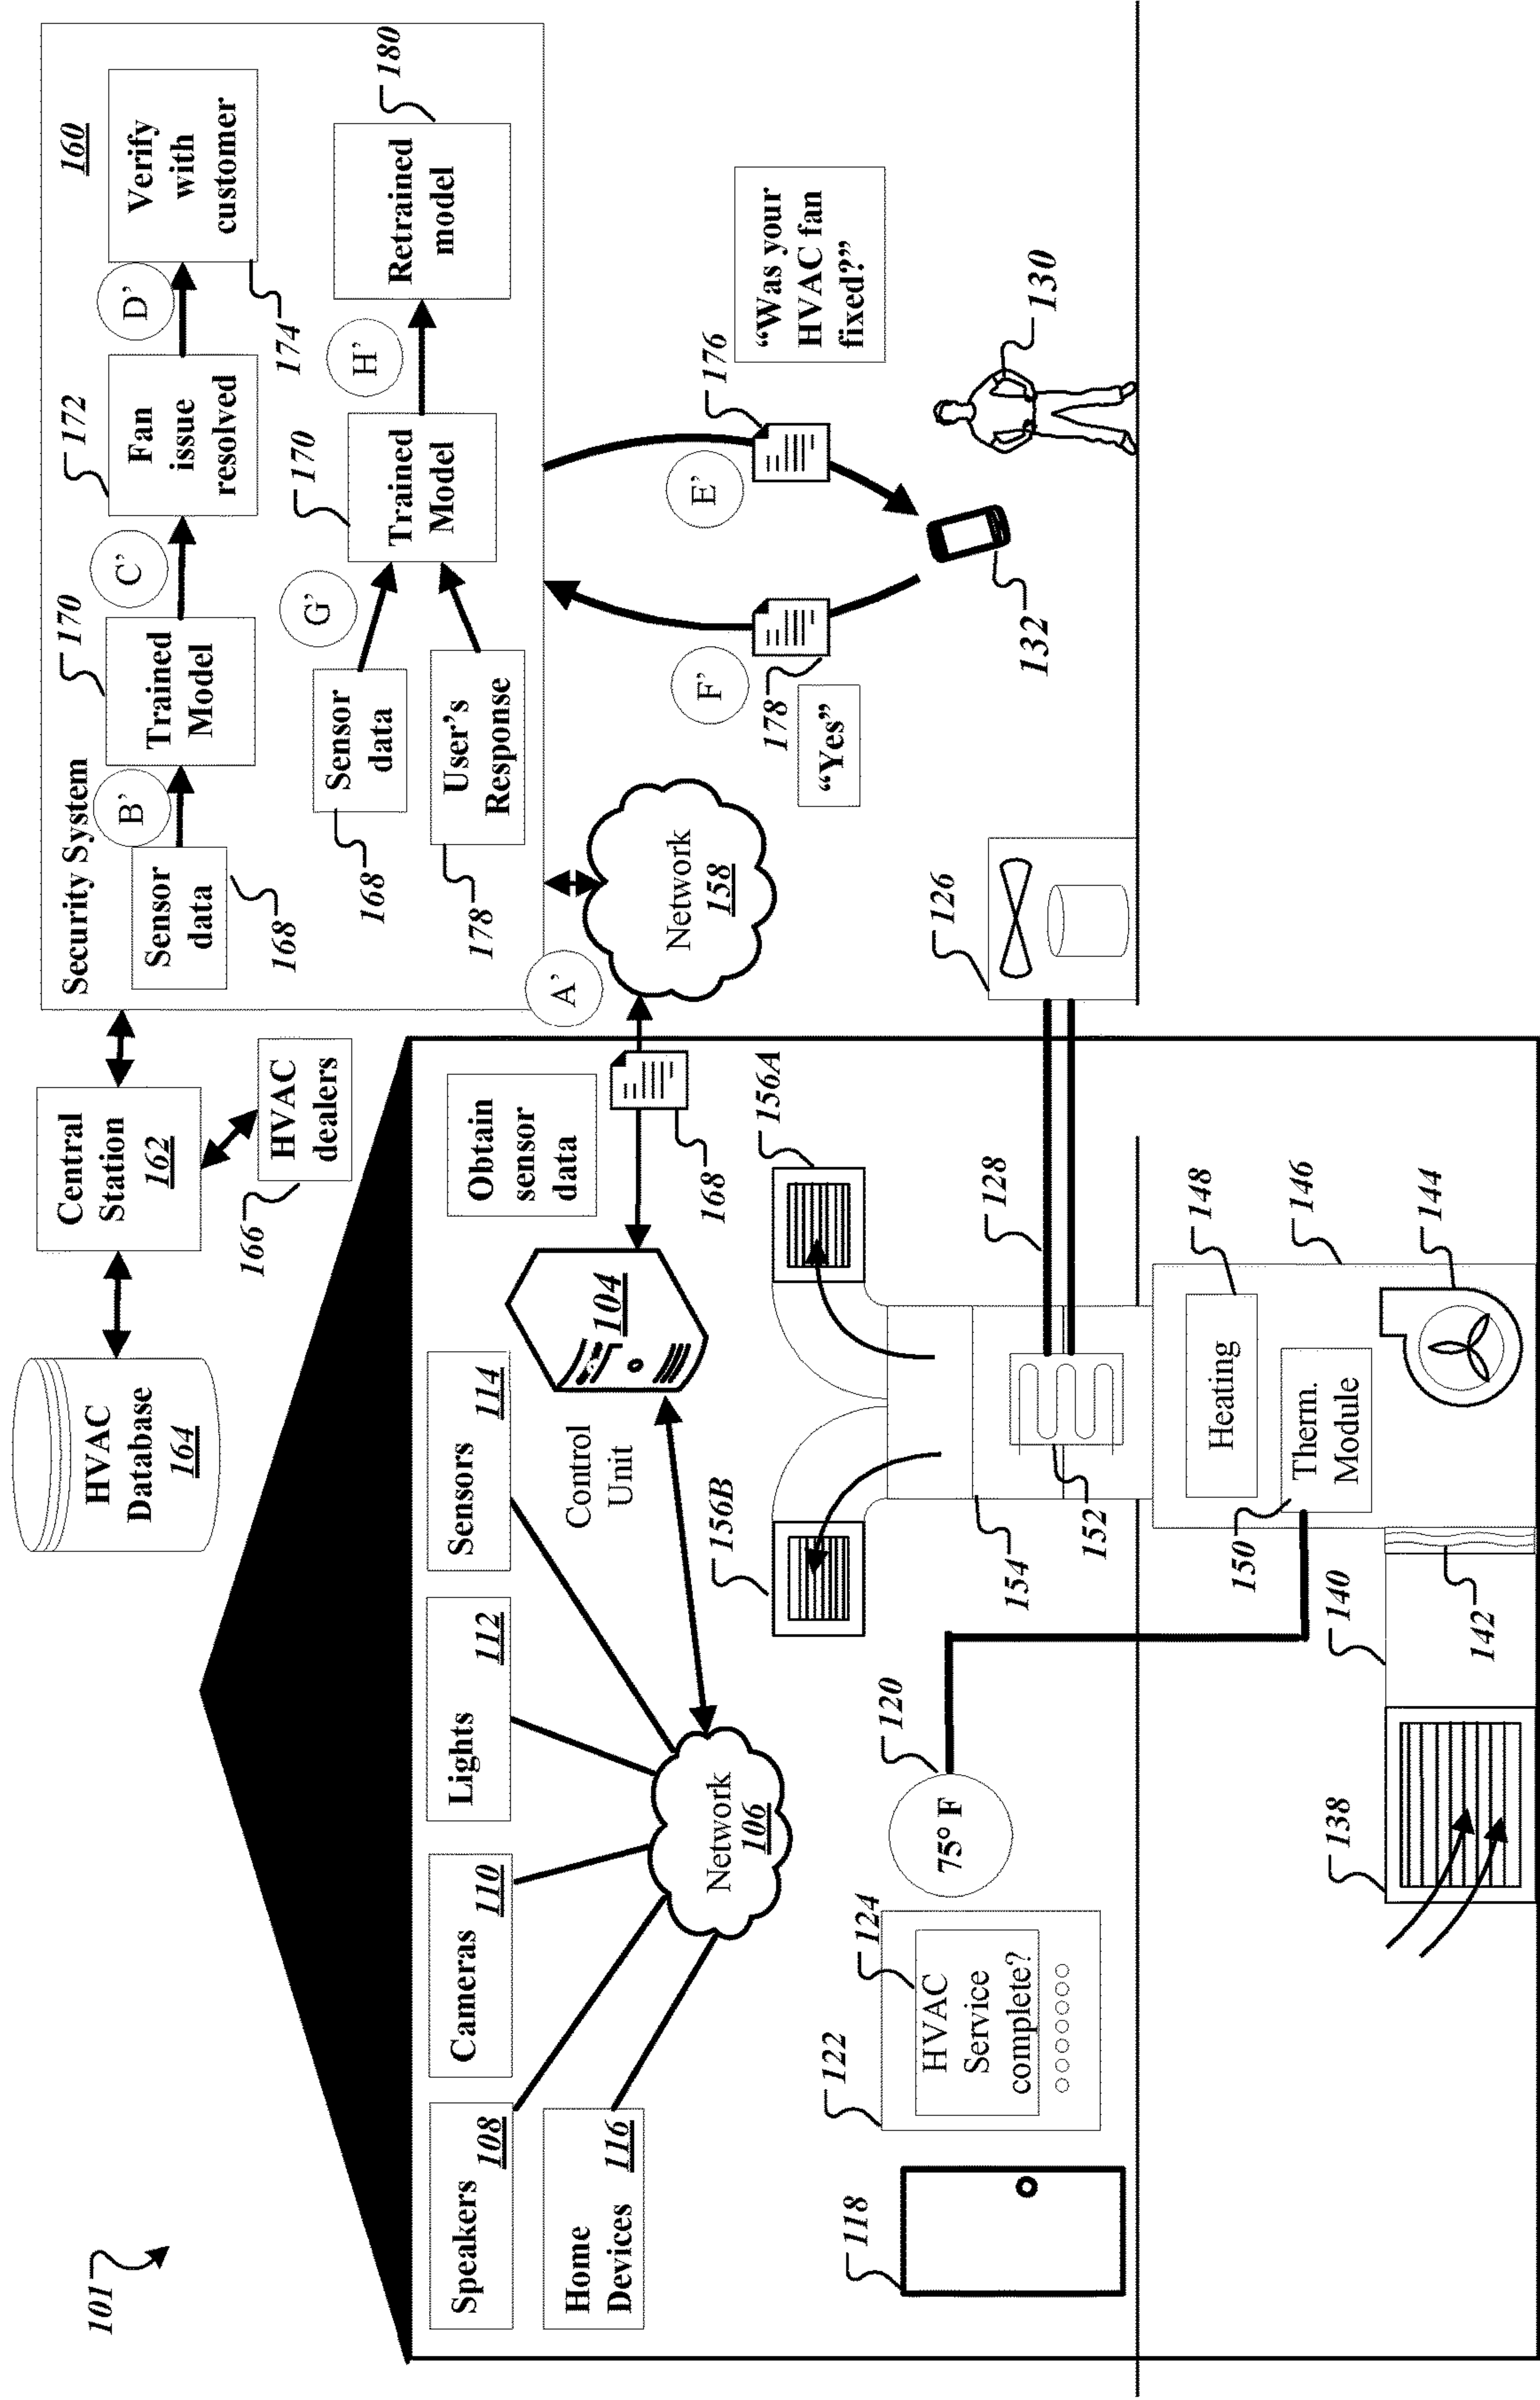 101
HVAC
Database
164
Central
Station
162
HVAC
dealers
166
Security System
160
Sensor
data
168
B'
Trained
Model
170
C'
Fan
issue
resolved
172
D'
Verify
with
customer
174
Sensor
data
168
User's
Response
178
G'
Trained
Model
170
H'
Retrained
model
180
Speakers
108
Cameras
110
Lights
112
Sensors
114
Home
Devices
116
Network
106
Control
Unit
104
Obtain
sensor
data
168
A'
Network
158
F'
178
“Yes”
E'
176
“Was your
HVAC fan
fixed?”
132
130
118
122
124
HVAC
Service
complete?
120
75° F
156B
156A
154
152
128
126
138
140
142
150
Therm.
Module
Heating
148
146
144